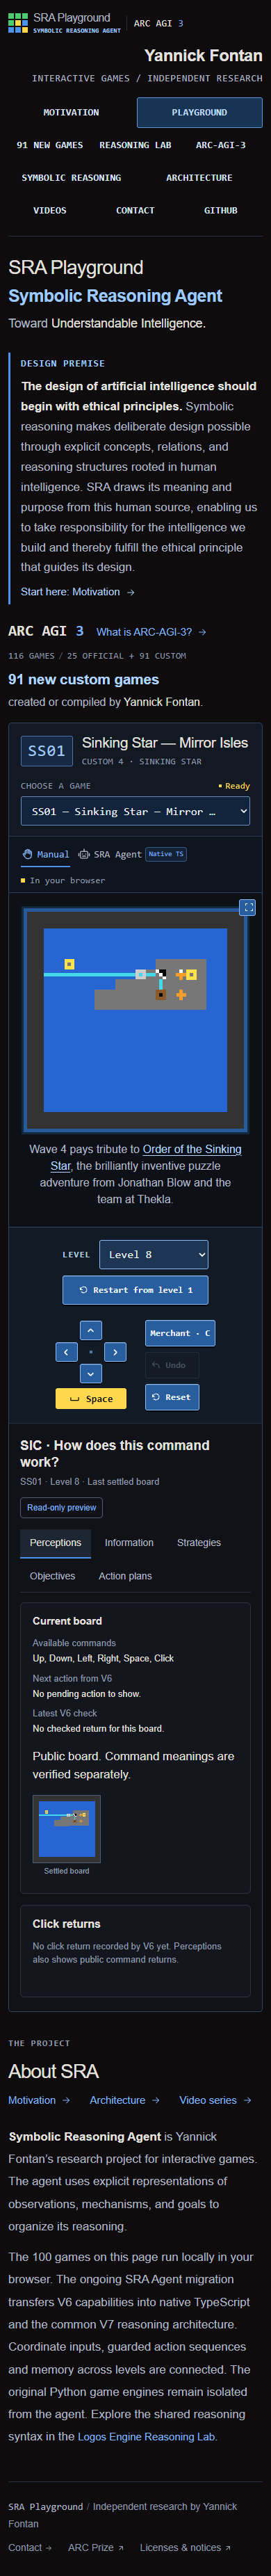 SRA Playground
SYMBOLIC REASONING AGENT
ARC AGI 3
Yannick Fontan
INTERACTIVE GAMES / INDEPENDENT RESEARCH
MOTIVATION
PLAYGROUND
91 NEW GAMES
REASONING LAB
ARC-AGI-3
SYMBOLIC REASONING
ARCHITECTURE
VIDEOS
CONTACT
GITHUB
SRA Playground
Symbolic Reasoning Agent
Toward Understandable Intelligence.
DESIGN PREMISE
The design of artificial intelligence should
begin with ethical principles. Symbolic
reasoning makes deliberate design possible
through explicit concepts, relations, and
reasoning structures rooted in human
intelligence. SRA draws its meaning and
purpose from this human source, enabling us
to take responsibility for the intelligence we
build and thereby fulfill the ethical principle
that guides its design.
Start here: Motivation →
ARC AGI 3 What is ARC-AGI-3? →
116 GAMES / 25 OFFICIAL + 91 CUSTOM
91 new custom games
created or compiled by Yannick Fontan.
SS01
Sinking Star — Mirror Isles
CUSTOM 4 · SINKING STAR
CHOOSE A GAME
Ready
SS01 — Sinking Star — Mirror …
Manual
SRA Agent
Native TS
In your browser
Wave 4 pays tribute to Order of the Sinking
Star, the brilliantly inventive puzzle
adventure from Jonathan Blow and the
team at Thekla.
LEVEL
Level 8
Restart from level 1
Merchant · C
Undo
Space
Reset
SIC · How does this command
work?
SS01 · Level 8 · Last settled board
Read-only preview
Perceptions
Information
Strategies
Objectives
Action plans
Current board
Available commands
Up, Down, Left, Right, Space, Click
Next action from V6
No pending action to show.
Latest V6 check
No checked return for this board.
Public board. Command meanings are
verified separately.
Settled board
Click returns
No click return recorded by V6 yet. Perceptions
also shows public command returns.
THE PROJECT
About SRA
Motivation →
Architecture →
Video series →
Symbolic Reasoning Agent is Yannick
Fontan's research project for interactive games.
The agent uses explicit representations of
observations, mechanisms, and goals to
organize its reasoning.
The 100 games on this page run locally in your
browser. The ongoing SRA Agent migration
transfers V6 capabilities into native TypeScript
and the common V7 reasoning architecture.
Coordinate inputs, guarded action sequences
and memory across levels are connected. The
original Python game engines remain isolated
from the agent. Explore the shared reasoning
syntax in the Logos Engine Reasoning Lab.
SRA Playground / Independent research by Yannick
Fontan
Contact →
ARC Prize ↗
Licenses & notices ↗